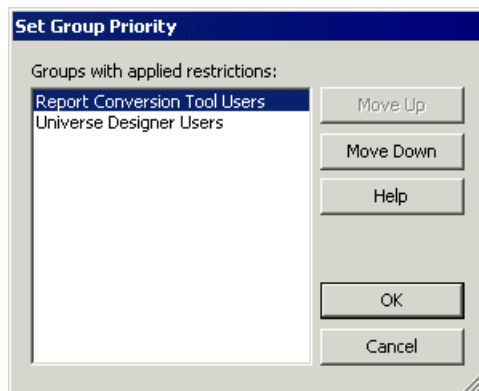 Set Group Priority
Groups with applied restrictions:
Report Conversion Tool Users
Universe Designer Users
Move Up
Move Down
Help
OK
Cancel